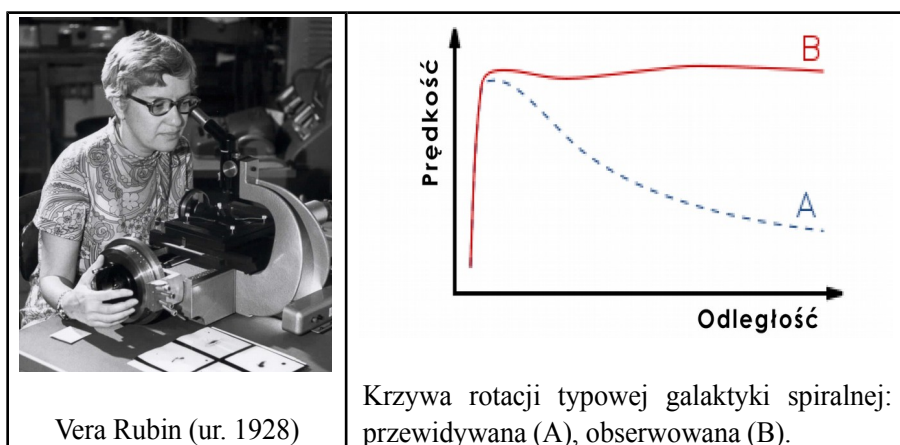 B
A
Prędkość
Odległość
Vera Rubin (ur. 1928)
Krzywa rotacji typowej galaktyki spiralnej:
przewidywana (A), obserwowana (B).